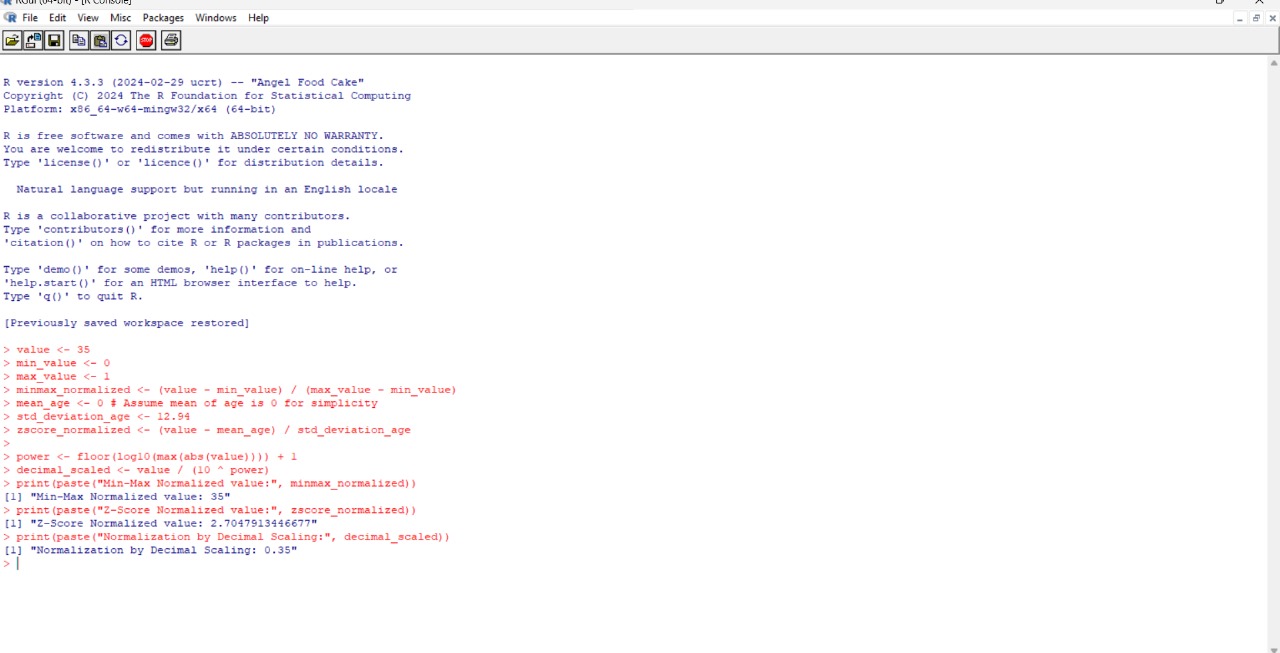 RGui (64-bit) - [R Console]
File Edit View Misc Packages Windows Help
STOP
R version 4.3.3 (2024-02-29 ucrt) -- "Angel Food Cake"
Copyright (C) 2024 The R Foundation for Statistical Computing
Platform: x86_64-w64-mingw32/x64 (64-bit)
R is free software and comes with ABSOLUTELY NO WARRANTY.
You are welcome to redistribute it under certain conditions.
Type 'license()' or 'licence()' for distribution details.
Natural language support but running in an English locale
R is a collaborative project with many contributors.
Type 'contributors()' for more information and
'citation()' on how to cite R or R packages in publications.
Type 'demo()' for some demos, 'help()' for on-line help, or
'help.start()' for an HTML browser interface to help.
Type 'q()' to quit R.
[Previously saved workspace restored]
> value <- 35
> min_value <- 0
> max_value <- 1
> minmax_normalized <- (value - min_value) / (max_value - min_value)
> mean_age <- 0 # Assume mean of age is 0 for simplicity
> std_deviation_age <- 12.94
> zscore_normalized <- (value - mean_age) / std_deviation_age
>
> power <- floor(log10(max(abs(value)))) + 1
> decimal_scaled <- value / (10 ^ power)
> print(paste("Min-Max Normalized value:", minmax_normalized))
[1] "Min-Max Normalized value: 35"
> print(paste("Z-Score Normalized value:", zscore_normalized))
[1] "Z-Score Normalized value: 2.7047913446677"
> print(paste("Normalization by Decimal Scaling:", decimal_scaled))
[1] "Normalization by Decimal Scaling: 0.35"
>